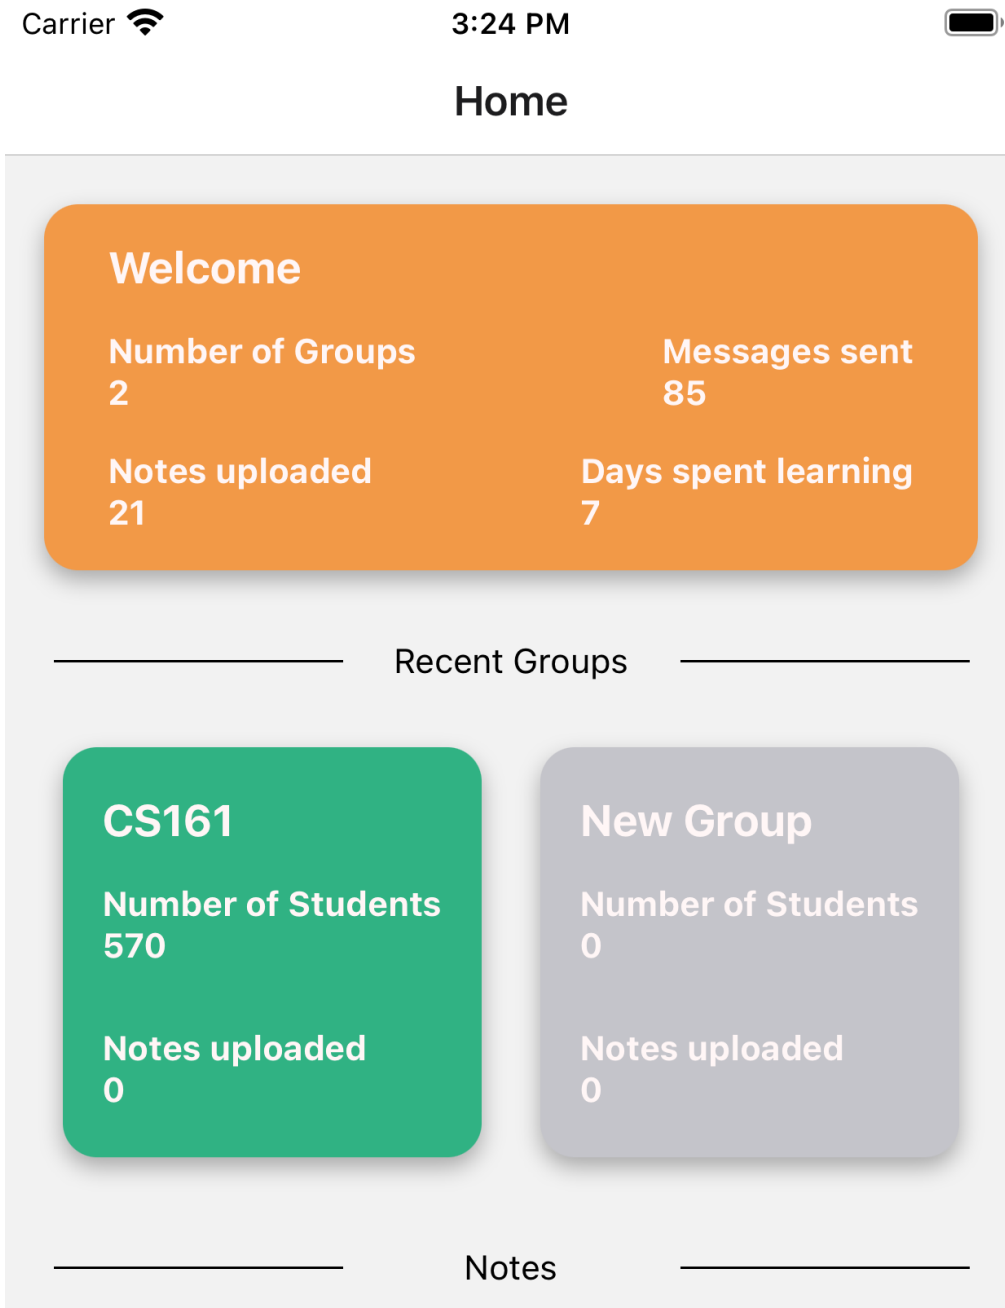 Carrier
3:24 PM
Home
Welcome
Number of Groups
2
Messages sent
85
Notes uploaded
21
Days spent learning
7
Recent Groups
CS161
Number of Students
570
Notes uploaded
0
New Group
Number of Students
0
Notes uploaded
0
Notes